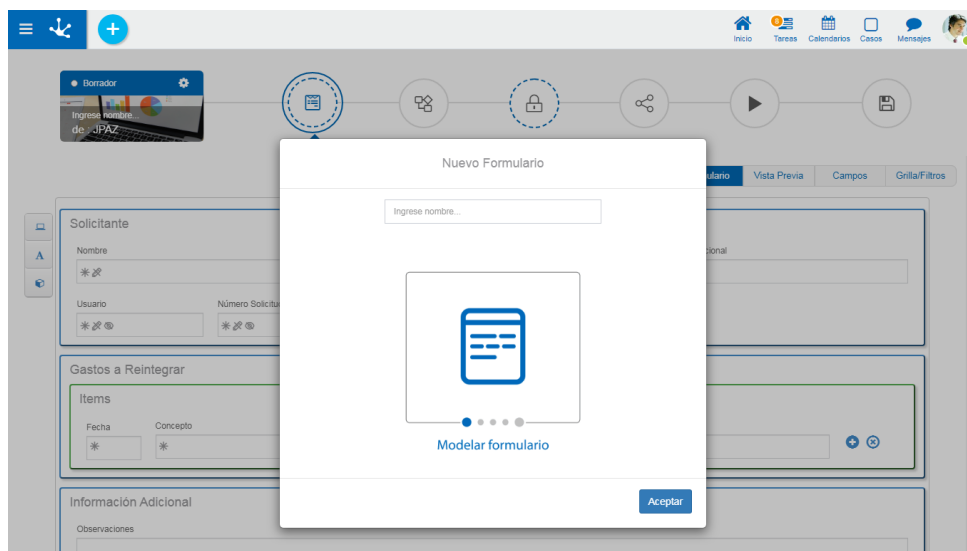 8
Inicio
Tareas
Calendarios
Casos
Mensajes
Borrador
Ingrese nombre...
de : JPAZ
Nuevo Formulario
Ingrese nombre...
Modelar formulario
Aceptar
ulario
Vista Previa
Campos
Grilla/Filtros
A
Solicitante
Nombre
cional
Usuario
Número Solicitu
Gastos a Reintegrar
Items
Fecha
Concepto
Información Adicional
Observaciones